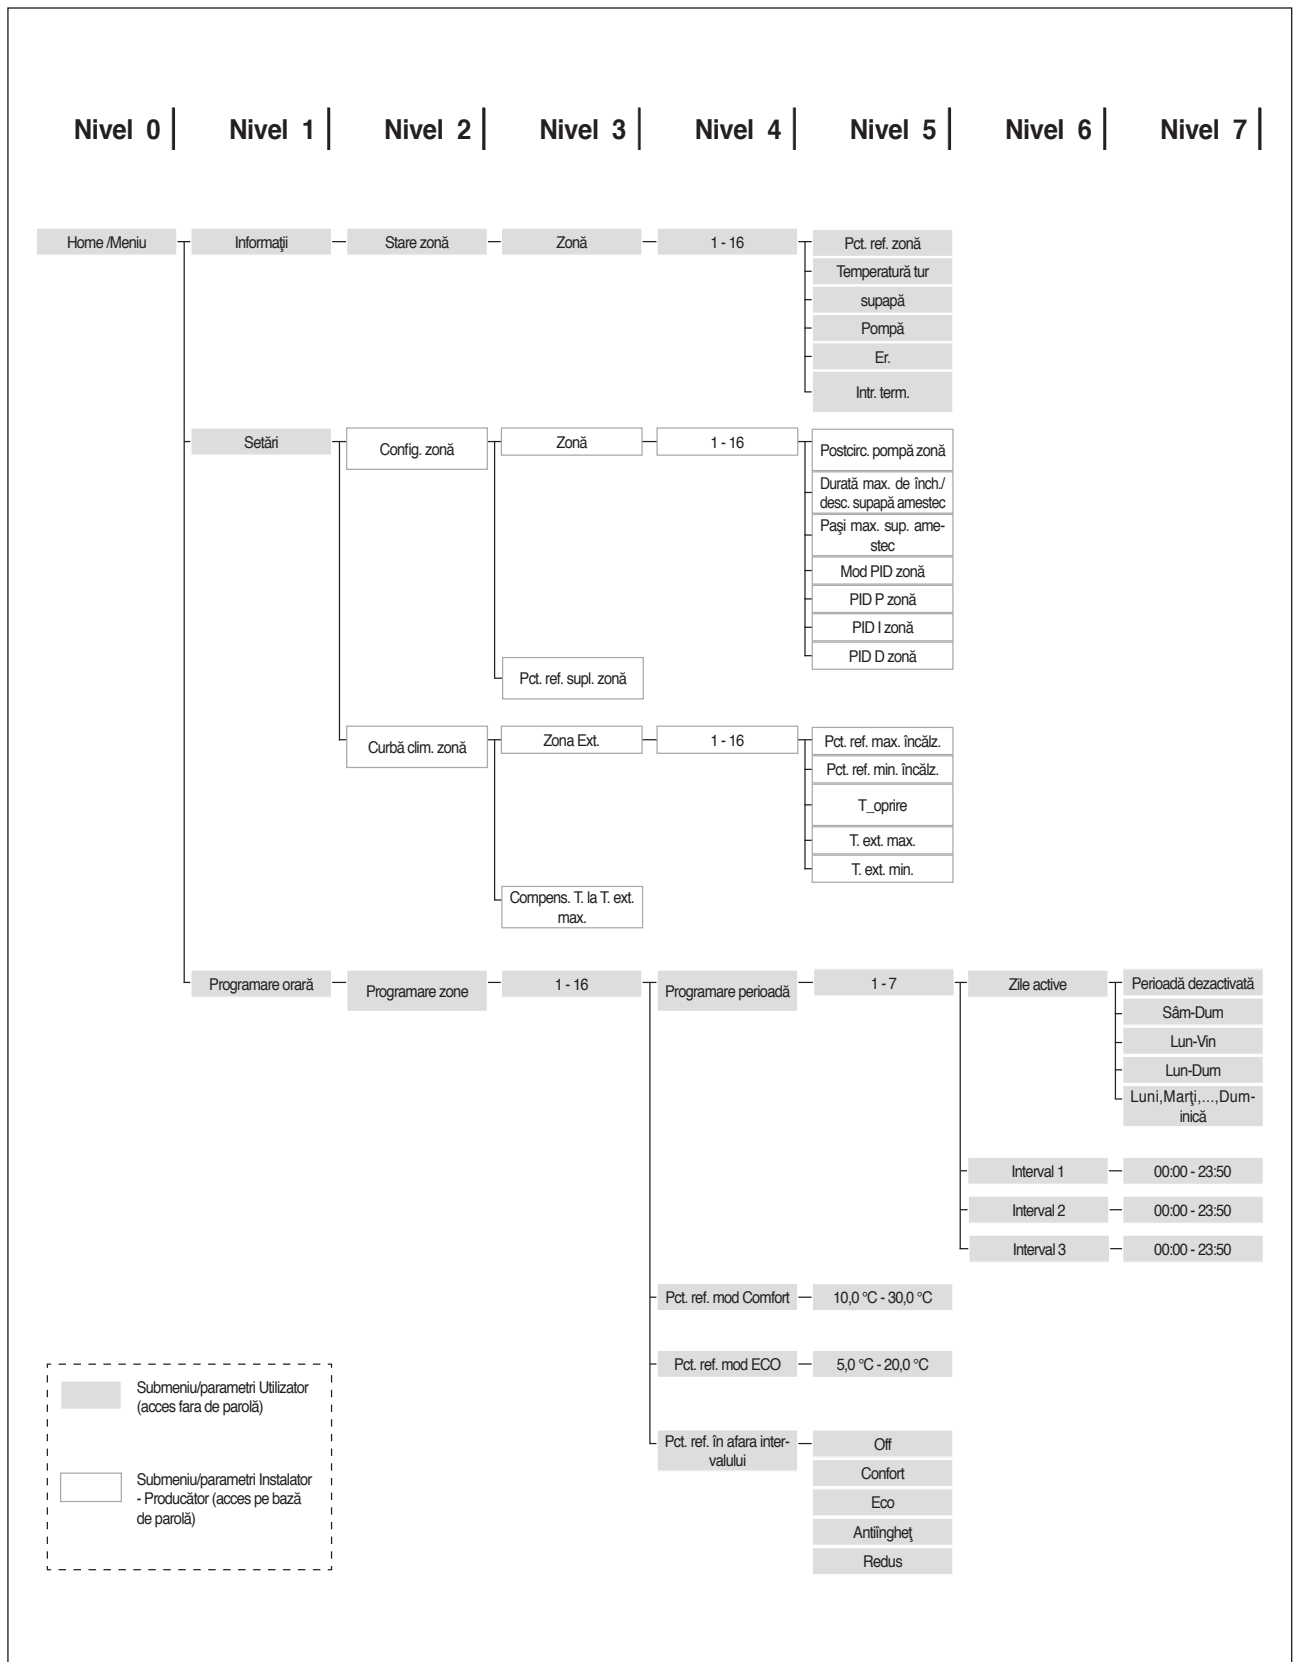 Nivel 0
Nivel 1
Nivel 2
Nivel 3
Nivel 4
Nivel 5
Nivel 6
Nivel 7
Home /Meniu
Informaţii
Stare zonă
Zonă
1 - 16
Pct. ref. zonă
Temperatură tur
supapă
Pompă
Er.
Intr. term.
Setări
Config. zonă
Zonă
1 - 16
Postcirc. pompă zonă
Durată max. de înch./
desc. supapă amestec
Paşi max. sup. ame-
stec
Mod PID zonă
PID P zonă
PID I zonă
PID D zonă
Pct. ref. supl. zonă
Curbă clim. zonă
Zona Ext.
1 - 16
Pct. ref. max. încălz.
Pct. ref. min. încălz.
T_oprire
T. ext. max.
T. ext. min.
Compens. T. la T. ext.
max.
Programare orară
Programare zone
1 - 16
Programare perioadă
1 - 7
Zile active
Perioadă dezactivată
Sâm-Dum
Lun-Vin
Lun-Dum
Luni,Marţi,...,Dum-
inică
Interval 1
00:00 - 23:50
Interval 2
00:00 - 23:50
Interval 3
00:00 - 23:50
Pct. ref. mod Comfort
10,0 °C - 30,0 °C
Pct. ref. mod ECO
5,0 °C - 20,0 °C
Pct. ref. în afara inter-
valului
Off
Confort
Eco
Antiîngheţ
Redus
Submeniu/parametri Utilizator
(acces fara de parolă)
Submeniu/parametri Instalator
- Producător (acces pe bază
de parolă)